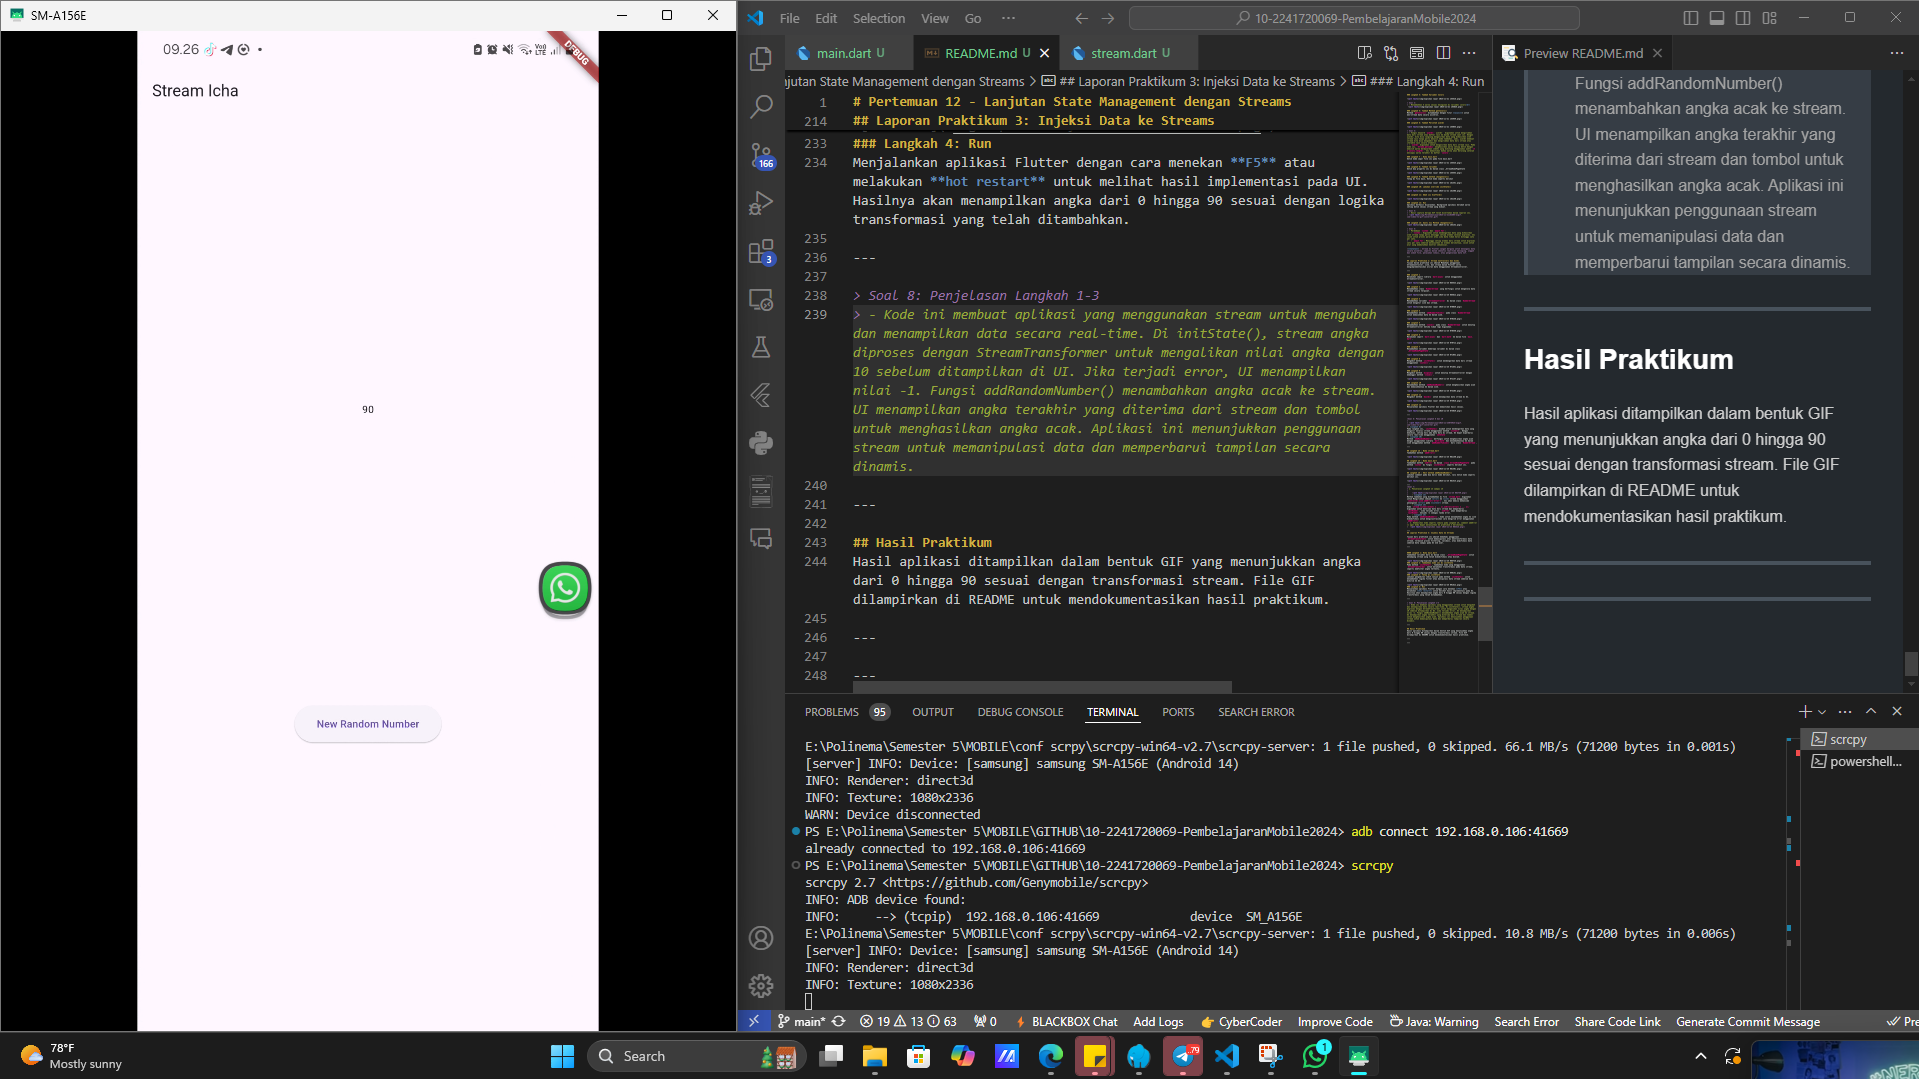 SM-A156E
09.26
DEBUG
Stream Icha
90
New Random Number
File Edit Selection View Go ···
10-2241720069-PembelajaranMobile2024
main.dart U
README.md U
stream.dart U
Preview README.md
jutan State Management dengan Streams > ## Laporan Praktikum 3: Injeksi Data ke Streams > ### Langkah 4: Run
1 # Pertemuan 12 - Lanjutan State Management dengan Streams
214 ## Laporan Praktikum 3: Injeksi Data ke Streams
233 ### Langkah 4: Run
234 Menjalankan aplikasi Flutter dengan cara menekan **F5** atau
melakukan **hot restart** untuk melihat hasil implementasi pada UI.
Hasilnya akan menampilkan angka dari 0 hingga 90 sesuai dengan logika
transformasi yang telah ditambahkan.
235
236 ---
237
238 > Soal 8: Penjelasan Langkah 1-3
239 > - Kode ini membuat aplikasi yang menggunakan stream untuk mengubah
dan menampilkan data secara real-time. Di initState(), stream angka
diproses dengan StreamTransformer untuk mengalikan nilai angka dengan
10 sebelum ditampilkan di UI. Jika terjadi error, UI menampilkan
nilai -1. Fungsi addRandomNumber() menambahkan angka acak ke stream.
UI menampilkan angka terakhir yang diterima dari stream dan tombol
untuk menghasilkan angka acak. Aplikasi ini menunjukkan penggunaan
stream untuk memanipulasi data dan memperbarui tampilan secara
dinamis.
240
241 ---
242
243 ## Hasil Praktikum
244 Hasil aplikasi ditampilkan dalam bentuk GIF yang menunjukkan angka
dari 0 hingga 90 sesuai dengan transformasi stream. File GIF
dilampirkan di README untuk mendokumentasikan hasil praktikum.
245
246 ---
247
248 ---
Fungsi addRandomNumber()
menambahkan angka acak ke stream.
UI menampilkan angka terakhir yang
diterima dari stream dan tombol untuk
menghasilkan angka acak. Aplikasi ini
menunjukkan penggunaan stream
untuk memanipulasi data dan
memperbarui tampilan secara dinamis.
Hasil Praktikum
Hasil aplikasi ditampilkan dalam bentuk GIF
yang menunjukkan angka dari 0 hingga 90
sesuai dengan transformasi stream. File GIF
dilampirkan di README untuk
mendokumentasikan hasil praktikum.
166
3
PROBLEMS 95 OUTPUT DEBUG CONSOLE TERMINAL PORTS SEARCH ERROR
scrcpy
powershell...
E:\Polinema\Semester 5\MOBILE\conf scrpy\scrcpy-win64-v2.7\scrcpy-server: 1 file pushed, 0 skipped. 66.1 MB/s (71200 bytes in 0.001s)
[server] INFO: Device: [samsung] samsung SM-A156E (Android 14)
INFO: Renderer: direct3d
INFO: Texture: 1080x2336
WARN: Device disconnected
PS E:\Polinema\Semester 5\MOBILE\GITHUB\10-2241720069-PembelajaranMobile2024> adb connect 192.168.0.106:41669
already connected to 192.168.0.106:41669
PS E:\Polinema\Semester 5\MOBILE\GITHUB\10-2241720069-PembelajaranMobile2024> scrcpy
scrcpy 2.7 <https://github.com/Genymobile/scrcpy>
INFO: ADB device found:
INFO: --> (tcpip) 192.168.0.106:41669 device SM_A156E
E:\Polinema\Semester 5\MOBILE\conf scrpy\scrcpy-win64-v2.7\scrcpy-server: 1 file pushed, 0 skipped. 10.8 MB/s (71200 bytes in 0.006s)
[server] INFO: Device: [samsung] samsung SM-A156E (Android 14)
INFO: Renderer: direct3d
INFO: Texture: 1080x2336
main* 19 13 63 0 BLACKBOX Chat Add Logs CyberCoder Improve Code Java: Warning Search Error Share Code Link Generate Commit Message Pre
78°F
Mostly sunny
Search
79
1